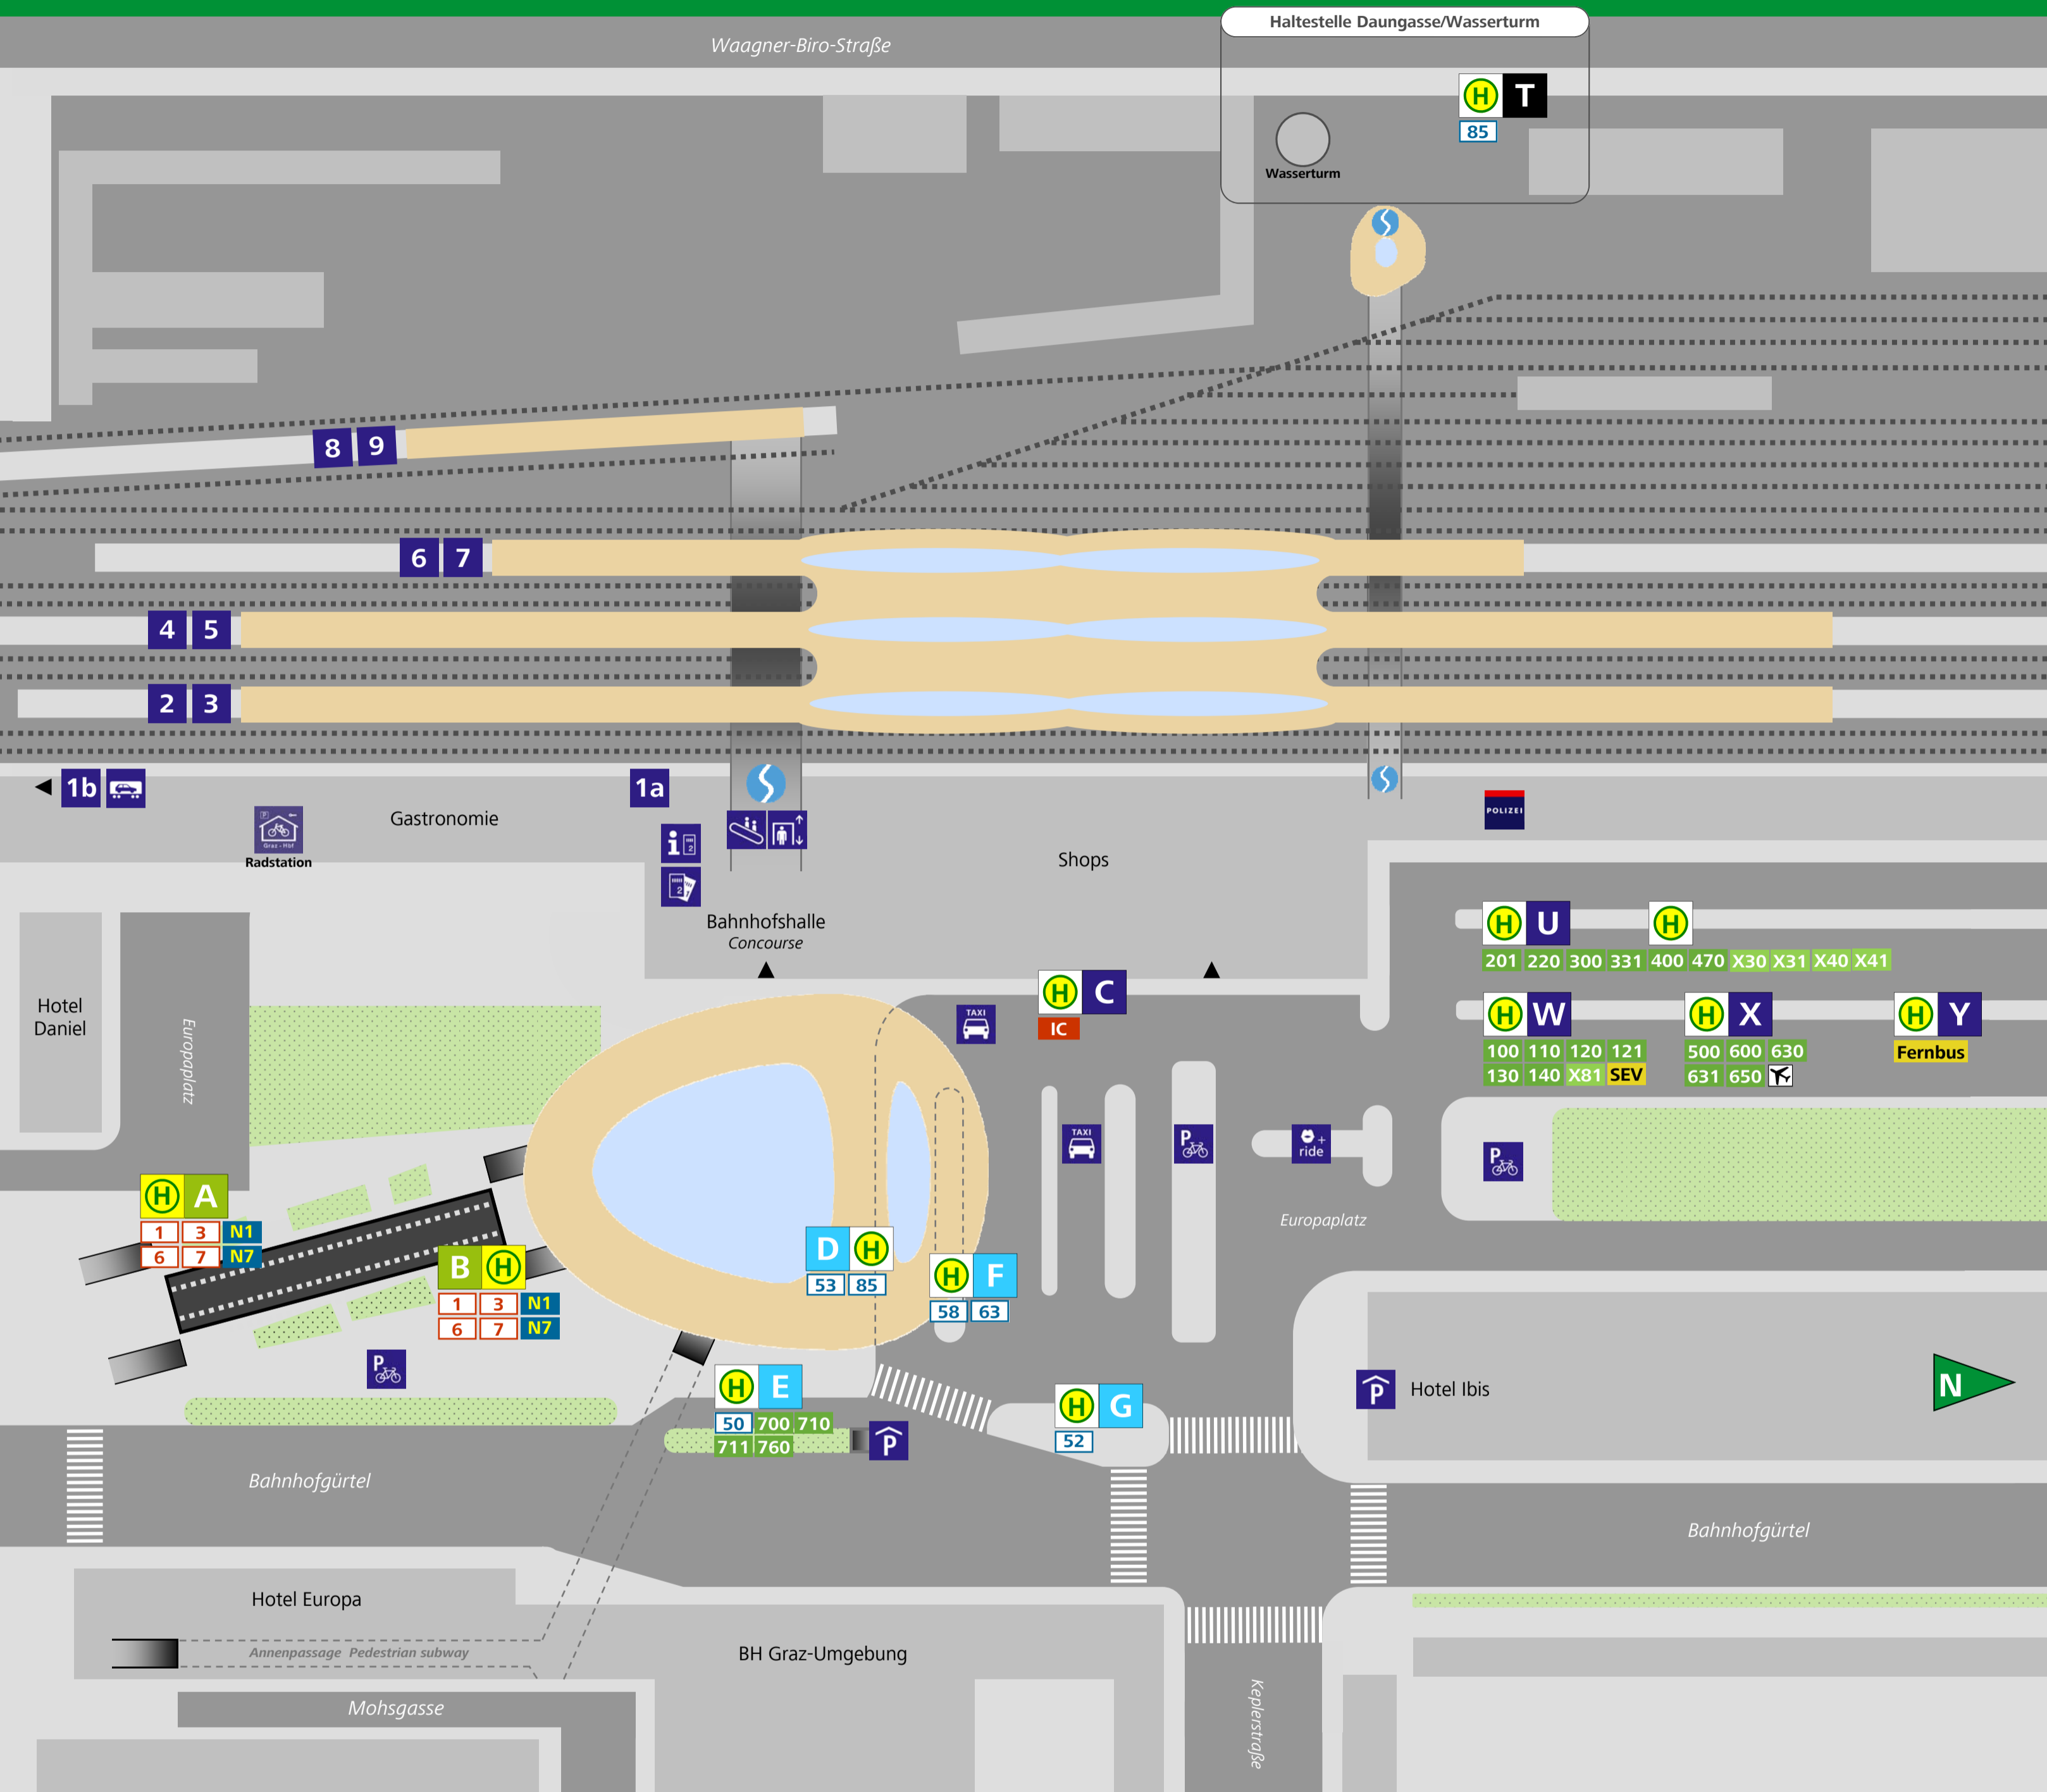 Haltestelle Daungasse/Wasserturm
Waagner-Biro-Straße
H T
85
Wasserturm
8 9
6 7
4 5
2 3
1b
1a
P
Graz - Hbf
Radstation
Gastronomie
i 2
2
Shops
POLIZEI
Bahnhofshalle
Concourse
H U H
201 220 300 331 400 470 X30 X31 X40 X41
H C
IC
TAXI
H W H X H Y
100 110 120 121 500 600 630 Fernbus
130 140 X81 SEV 631 650
Hotel
Daniel
Europaplatz
TAXI
P
+
ride
P
Europaplatz
H A
1 3 N1
6 7 N7
B H
1 3 N1
6 7 N7
D H
53 85
H F
58 63
P
H E
50 700 710
711 760
P
H G
52
P
Hotel Ibis
N
Bahnhofgürtel
Bahnhofgürtel
Hotel Europa
Annenpassage Pedestrian subway
BH Graz-Umgebung
Mohsgasse
Keplerstraße